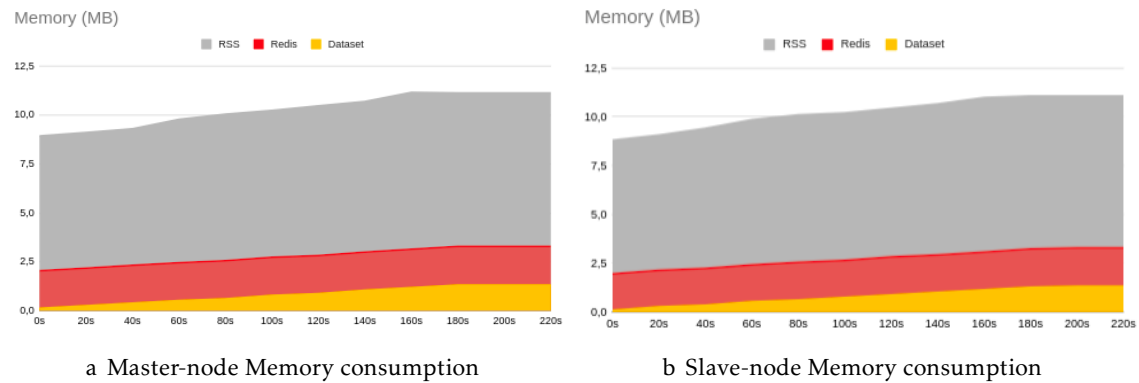 Memory (MB)
RSS Redis Dataset
12,5
10,0
7,5
5,0
2,5
0,0
0s 20s 40s 60s 80s 100s 120s 140s 160s 180s 200s 220s
a Master-node Memory consumption
Memory (MB)
RSS Redis Dataset
12,5
10,0
7,5
5,0
2,5
0,0
0s 20s 40s 60s 80s 100s 120s 140s 160s 180s 200s 220s
b Slave-node Memory consumption